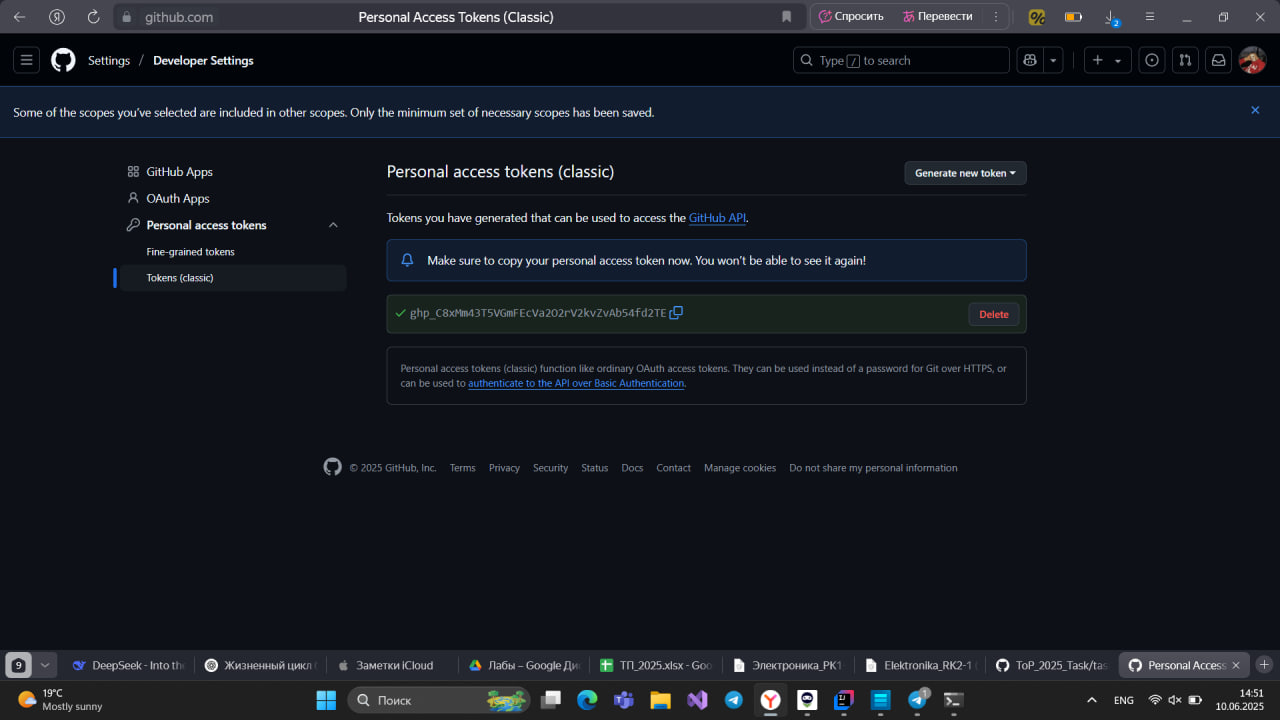 github.com
Personal Access Tokens (Classic)
Спросить
Перевести
2
Settings / Developer Settings
Type / to search
Some of the scopes you've selected are included in other scopes. Only the minimum set of necessary scopes has been saved.
GitHub Apps
OAuth Apps
Personal access tokens
Fine-grained tokens
Tokens (classic)
Personal access tokens (classic)
Generate new token
Tokens you have generated that can be used to access the GitHub API.
Make sure to copy your personal access token now. You won't be able to see it again!
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
Delete
Personal access tokens (classic) function like ordinary OAuth access tokens. They can be used instead of a password for Git over HTTPS, or
can be used to authenticate to the API over Basic Authentication.
© 2025 GitHub, Inc. Terms Privacy Security Status Docs Contact Manage cookies Do not share my personal information
9
DeepSeek - Into the
Жизненный цикл
Заметки iCloud
Лабы – Google Ди
ТП_2025.xlsx - Goo
Электроника_РК1
Elektronika_RK2-1
ToP_2025_Task/tas
Personal Access
19°C
Mostly sunny
Поиск
1
ENG
14:51
10.06.2025